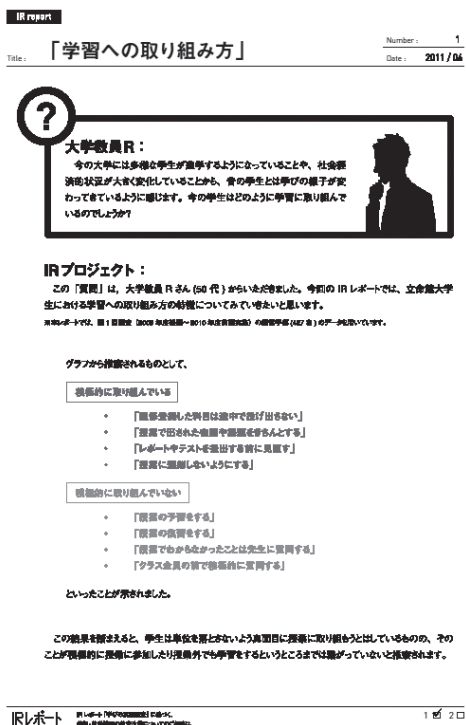 IR report
Number : 1
Title : 「学習への取り組み方」
Date : 2011 / 06
?
大学教員R：
今の大学には多様な学生が進学するようになっていることや、社会経
済的状況が大きく変化していることから、昔の学生とは学びの様子が変
わってきているように感じます。今の学生はどのように学習に取り組んで
いるのでしょうか?
IRプロジェクト：
この「質問」は，大学教員 R さん (50 代 ) からいただきました。今回の IR レポートでは、立命館大学
生における学習への取り組み方の特徴についてみていきたいと思います。
グラフから推察されるものとして、
積極的に取り組んでいる
• 「履修登録した科目は途中で投げ出さない」
• 「授業で出された宿題や課題をきちんとする」
• 「レポートやテストを提出する前に見直す」
• 「授業に遅刻しないようにする」
積極的に取り組んでいない
• 「授業の予習をする」
• 「授業の復習をする」
• 「授業でわからなかったことは先生に質問する」
• 「クラス全員の前で積極的に質問する」
といったことが示されました。
この結果を踏まえると、学生は単位を落とさないよう真面目に授業に取り組もうとはしているものの、その
ことが積極的に授業に参加したり授業外でも学習をするというところまでは繋がっていないと推察されます。
IRレポート
1 ☑ 2 □